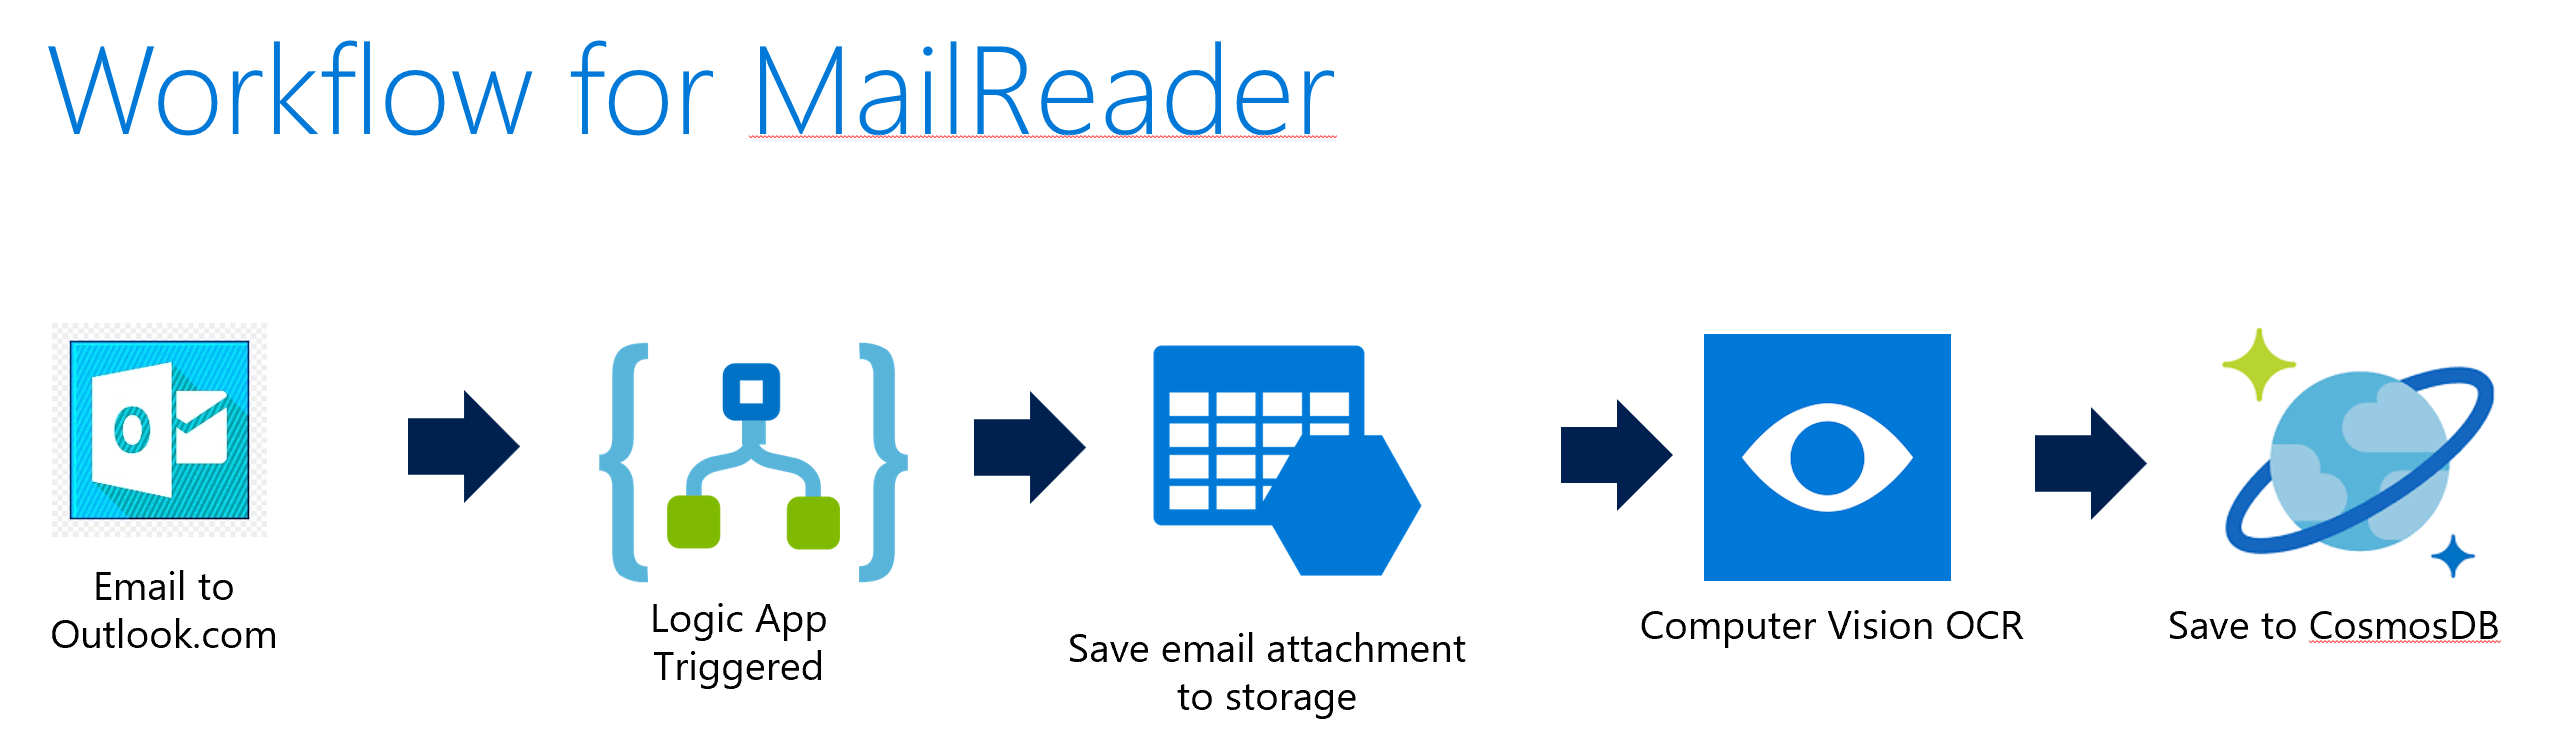 Workflow for MailReader
Email to
Outlook.com
Logic App
Triggered
Save email attachment
to storage
Computer Vision OCR
Save to CosmosDB